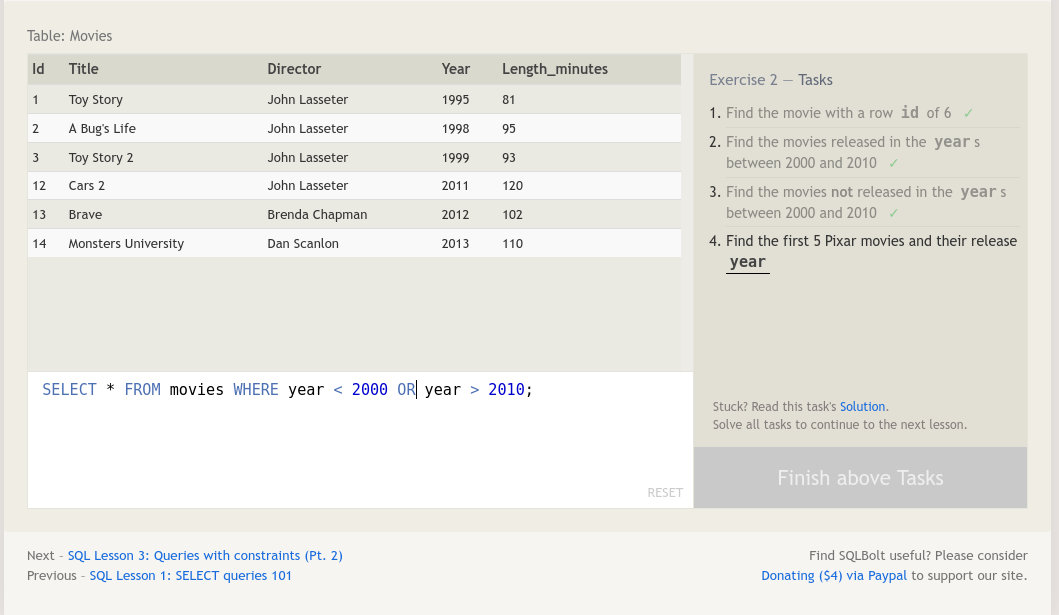 Table: Movies
Id Title Director Year Length_minutes
1 Toy Story John Lasseter 1995 81
2 A Bug's Life John Lasseter 1998 95
3 Toy Story 2 John Lasseter 1999 93
12 Cars 2 John Lasseter 2011 120
13 Brave Brenda Chapman 2012 102
14 Monsters University Dan Scanlon 2013 110
SELECT * FROM movies WHERE year < 2000 OR year > 2010;
RESET
Exercise 2 — Tasks
1. Find the movie with a row id of 6 ✓
2. Find the movies released in the year s
between 2000 and 2010 ✓
3. Find the movies not released in the year s
between 2000 and 2010 ✓
4. Find the first 5 Pixar movies and their release
year
Stuck? Read this task's Solution.
Solve all tasks to continue to the next lesson.
Finish above Tasks
Next - SQL Lesson 3: Queries with constraints (Pt. 2)
Previous - SQL Lesson 1: SELECT queries 101
Find SQLBolt useful? Please consider
Donating ($4) via Paypal to support our site.